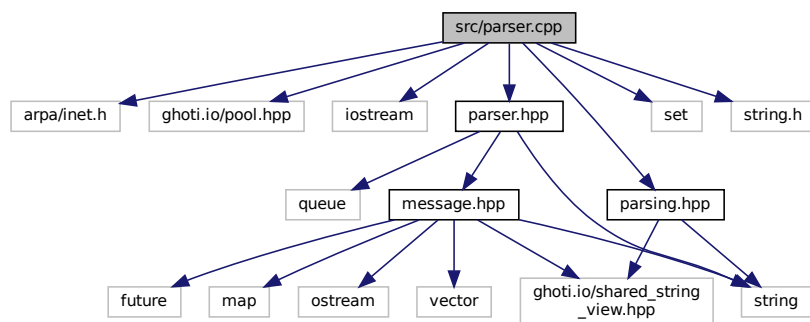 src/parser.cpp
arpa/inet.h
ghoti.io/pool.hpp
iostream
parser.hpp
set
string.h
queue
message.hpp
parsing.hpp
future
map
ostream
vector
ghoti.io/shared_string
_view.hpp
string